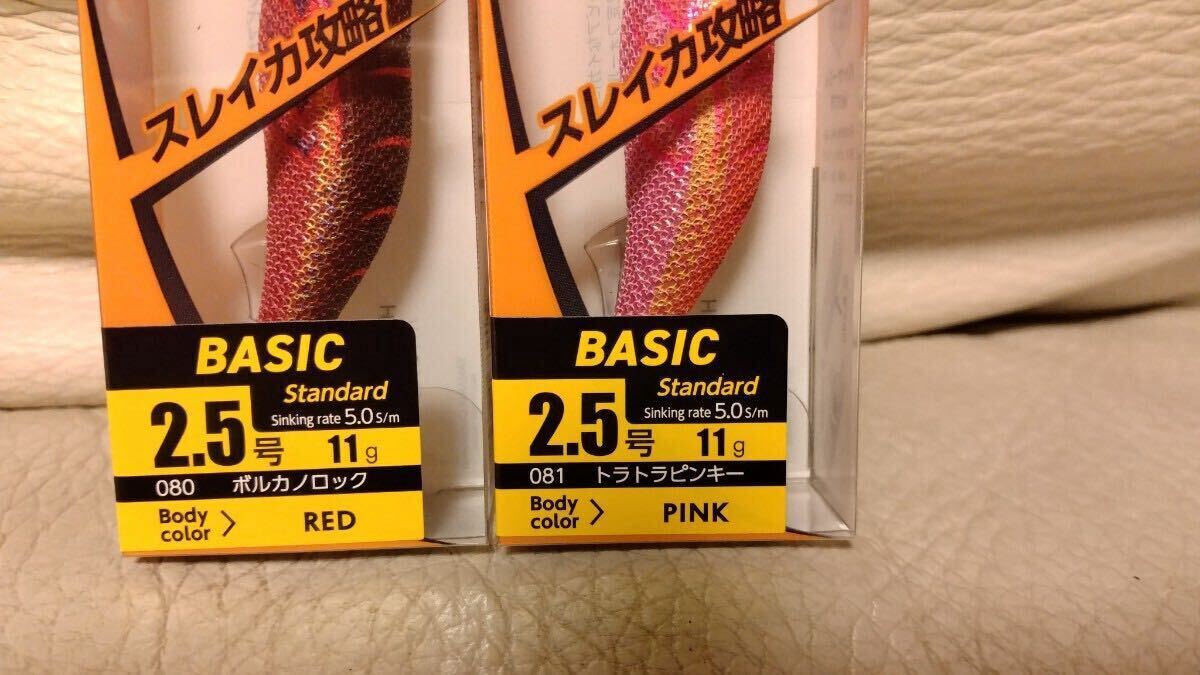 スレイカ攻略
BASIC
Standard
Sinking rate 5.0 S/m
2.5号 11g
080 ボルカノロック
Body color > RED
スレイカ攻略
BASIC
Standard
Sinking rate 5.0 S/m
2.5号 11g
081 トラトラピンキー
Body color > PINK